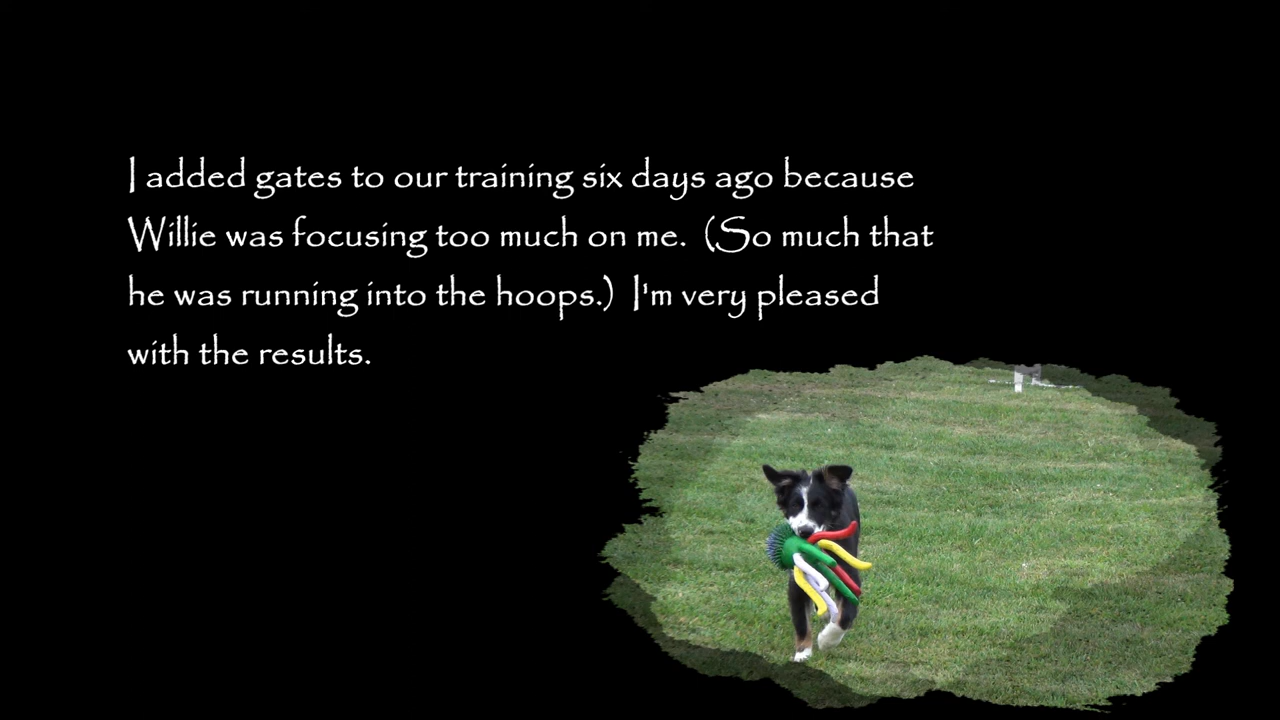 I added gates to our training six days ago because
Willie was focusing too much on me.  (So much that
he was running into the hoops.)  I'm very pleased
with the results.